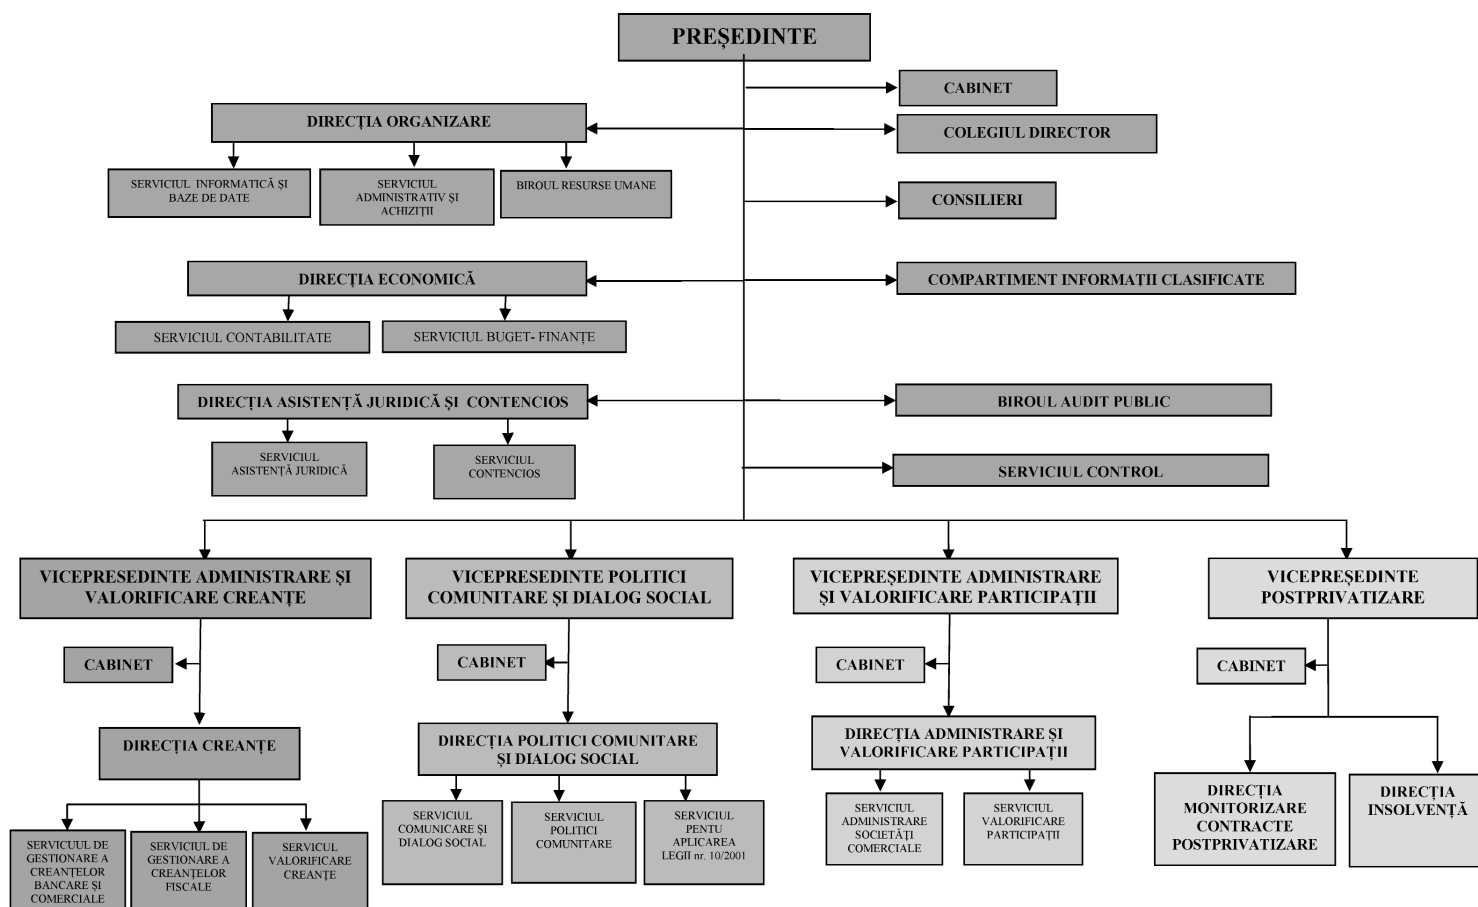 PREȘEDINTE
CABINET
DIRECȚIA ORGANIZARE
COLEGIUL DIRECTOR
SERVICIUL INFORMATICĂ ȘI
BAZE DE DATE
SERVICIUL
ADMINISTRATIV ȘI
ACHIZIȚII
BIROUL RESURSE UMANE
CONSILIERI
DIRECȚIA ECONOMICĂ
COMPARTIMENT INFORMAȚII CLASIFICATE
SERVICIUL CONTABILITATE
SERVICIUL BUGET- FINANȚE
DIRECȚIA ASISTENȚĂ JURIDICĂ ȘI CONTENCIOS
BIROUL AUDIT PUBLIC
SERVICIUL
ASISTENȚĂ JURIDICĂ
SERVICIUL
CONTENCIOS
SERVICIUL CONTROL
VICEPRESEDINTE ADMINISTRARE ȘI
VALORIFICARE CREANȚE
VICEPRESEDINTE POLITICI
COMUNITARE ȘI DIALOG SOCIAL
VICEPREȘEDINTE ADMINISTRARE
ȘI VALORIFICARE PARTICIPAȚII
VICEPREȘEDINTE
POSTPRIVATIZARE
CABINET
CABINET
CABINET
CABINET
DIRECȚIA CREANȚE
DIRECȚIA POLITICI COMUNITARE
ȘI DIALOG SOCIAL
DIRECȚIA ADMINISTRARE ȘI
VALORIFICARE PARTICIPAȚII
DIRECȚIA
MONITORIZARE
CONTRACTE
POSTPRIVATIZARE
DIRECȚIA
INSOLVENȚĂ
SERVICUUL DE
GESTIONARE A
CREANȚELOR
BANCARE ȘI
COMERCIALE
SERVICIUL DE
GESTIONARE A
CREANȚELOR
FISCALE
SERVICUL
VALORIFICARE
CREANȚE
SERVICIUL
COMUNICARE ȘI
DIALOG SOCIAL
SERVICIUL
POLITICI
COMUNITARE
SERVICIUL
PENTU
APLICAREA
LEGII nr. 10/2001
SERVICIUL
ADMINISTRARE
SOCIETĂȚI
COMERCIALE
SERVICIUL
VALORIFICARE
PARTICIPAȚII